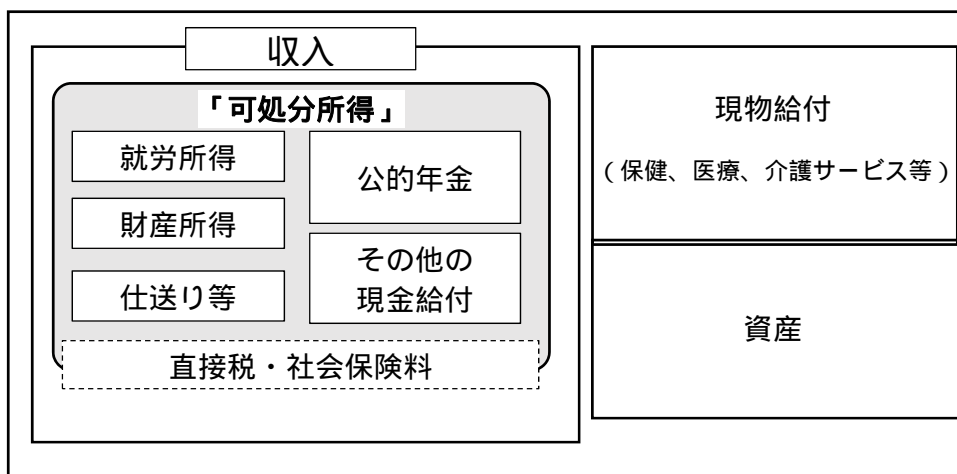 収入
「可処分所得」
就労所得
財産所得
仕送り等
公的年金
その他の
現金給付
直接税・社会保険料
現物給付
（保健、医療、介護サービス等）
資産